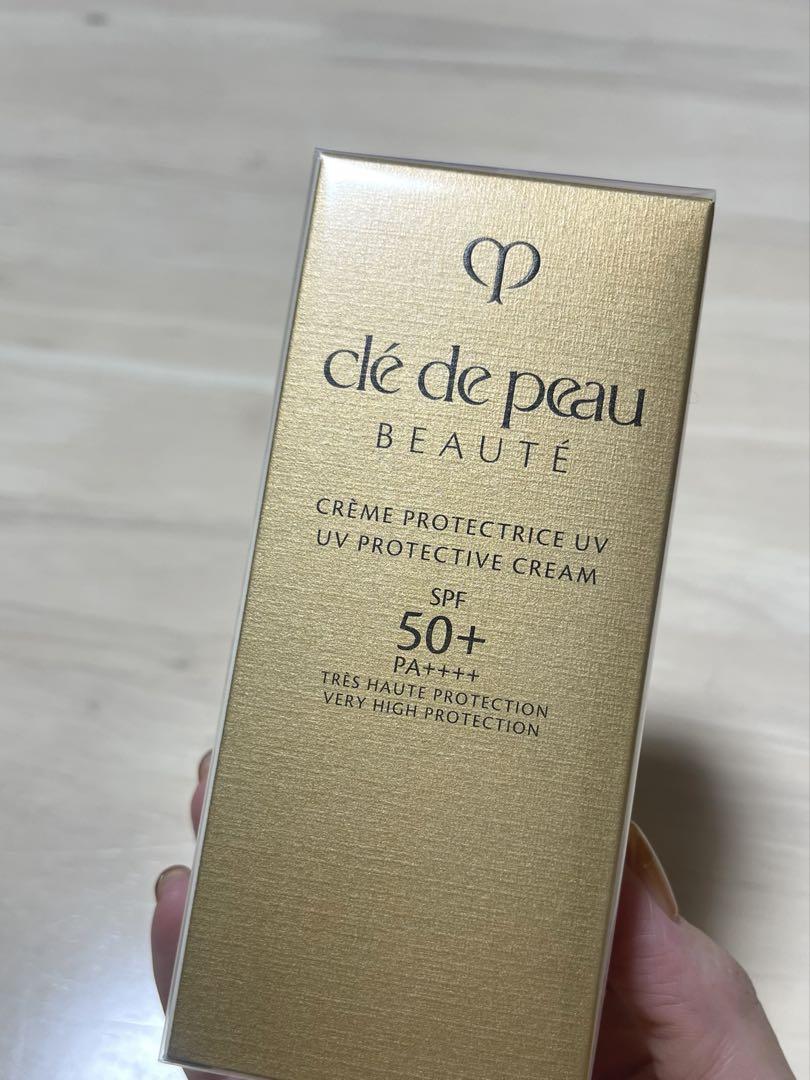 clé de peau
BEAUTÉ
CRÈME PROTECTRICE UV
UV PROTECTIVE CREAM
SPF
50+
PA++++
TRÈS HAUTE PROTECTION
VERY HIGH PROTECTION